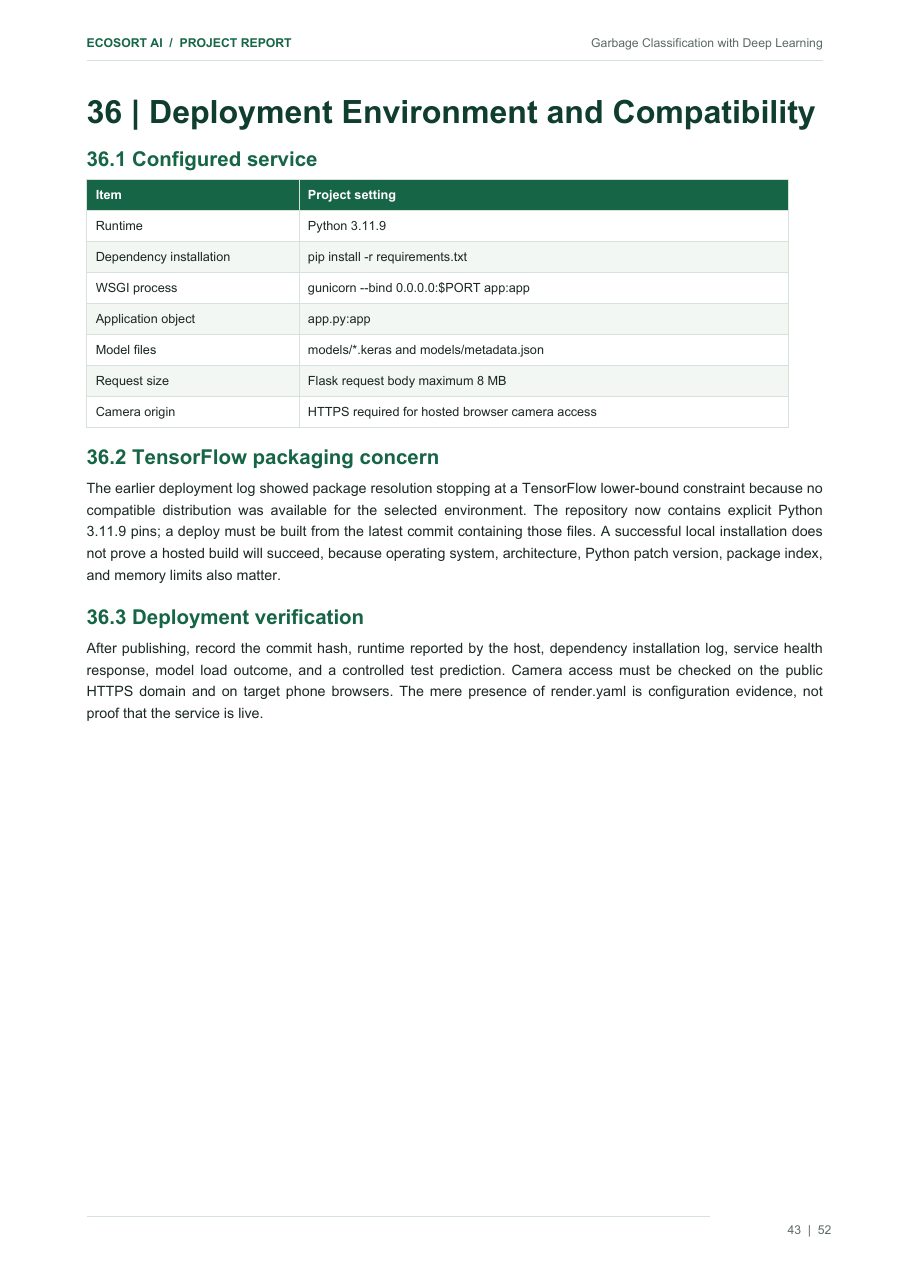 ECOSORT AI / PROJECT REPORT
Garbage Classification with Deep Learning
36 | Deployment Environment and Compatibility
36.1 Configured service
Item Project setting
Runtime Python 3.11.9
Dependency installation pip install -r requirements.txt
WSGI process gunicorn --bind 0.0.0.0:$PORT app:app
Application object app.py:app
Model files models/*.keras and models/metadata.json
Request size Flask request body maximum 8 MB
Camera origin HTTPS required for hosted browser camera access
36.2 TensorFlow packaging concern
The earlier deployment log showed package resolution stopping at a TensorFlow lower-bound constraint because no
compatible distribution was available for the selected environment. The repository now contains explicit Python
3.11.9 pins; a deploy must be built from the latest commit containing those files. A successful local installation does
not prove a hosted build will succeed, because operating system, architecture, Python patch version, package index,
and memory limits also matter.
36.3 Deployment verification
After publishing, record the commit hash, runtime reported by the host, dependency installation log, service health
response, model load outcome, and a controlled test prediction. Camera access must be checked on the public
HTTPS domain and on target phone browsers. The mere presence of render.yaml is configuration evidence, not
proof that the service is live.
43 | 52